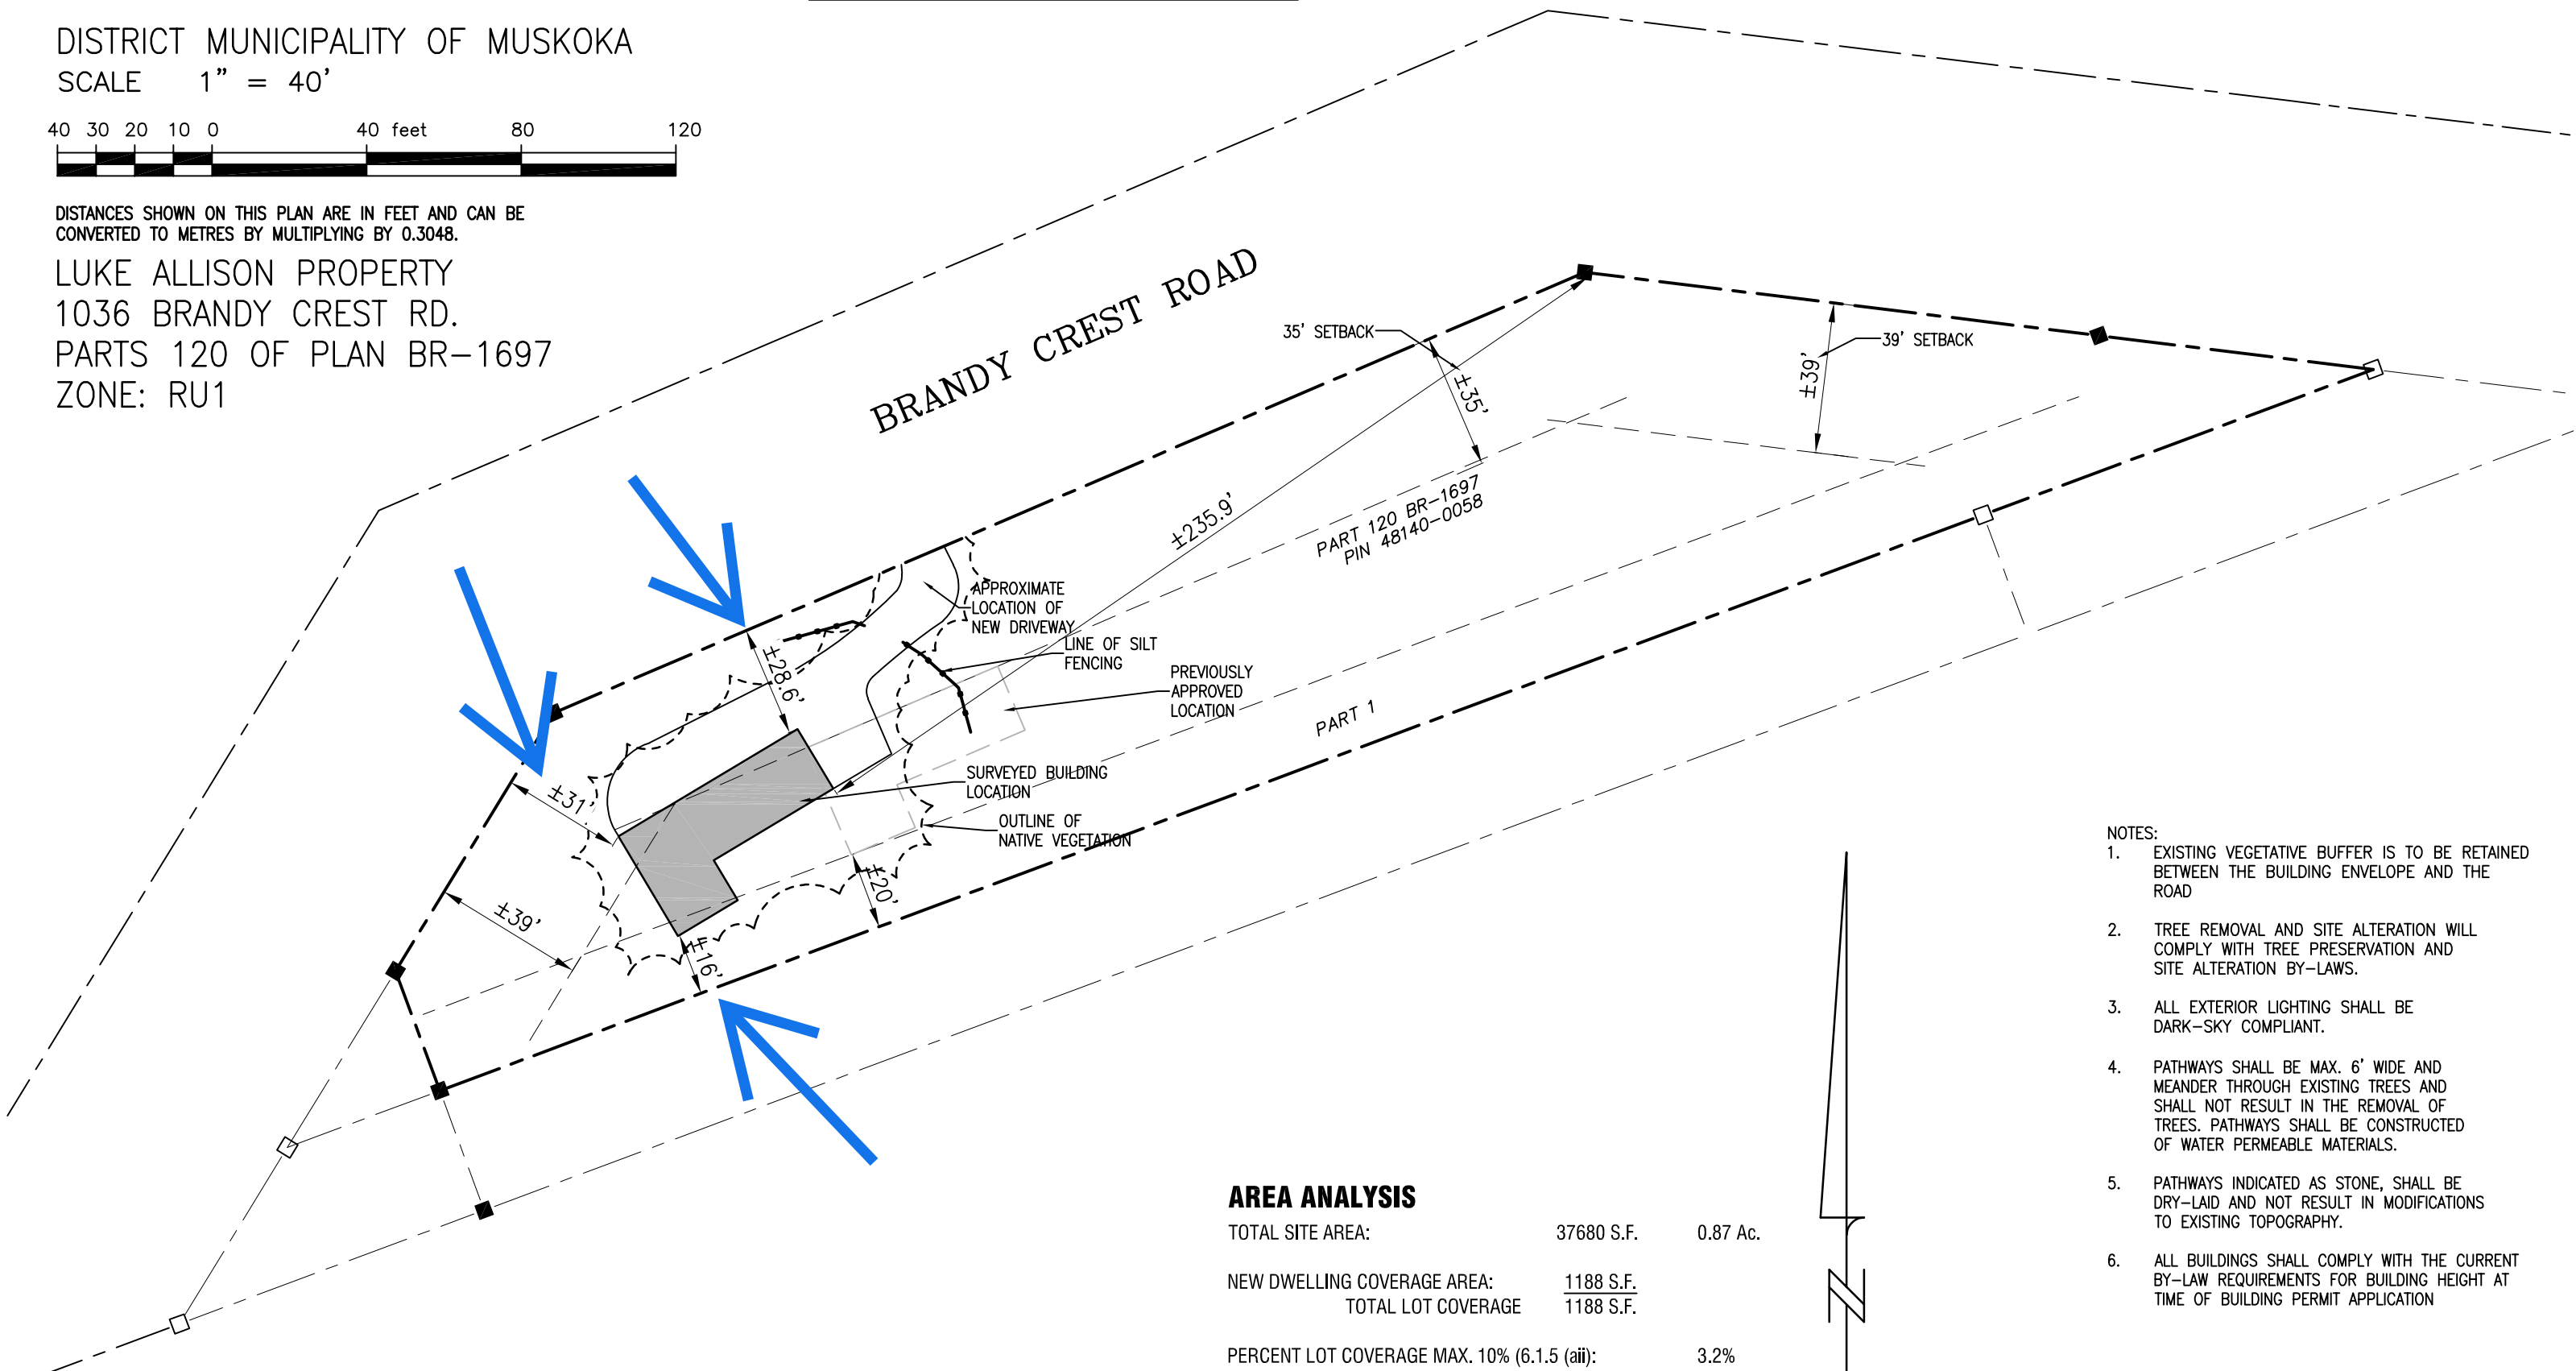 DISTRICT MUNICIPALITY OF MUSKOKA
SCALE 1" = 40'
40 30 20 10 0 40 feet 80 120
DISTANCES SHOWN ON THIS PLAN ARE IN FEET AND CAN BE
CONVERTED TO METRES BY MULTIPLYING BY 0.3048.
LUKE ALLISON PROPERTY
1036 BRANDY CREST RD.
PARTS 120 OF PLAN BR-1697
ZONE: RU1
BRANDY CREST ROAD
35' SETBACK
±35'
39' SETBACK
±39'
±235.9'
PART 120 BR-1697
PIN 48140-0058
APPROXIMATE
LOCATION OF
NEW DRIVEWAY
LINE OF SILT
FENCING
PREVIOUSLY
APPROVED
LOCATION
±28.6'
PART 1
SURVEYED BUILDING
LOCATION
±31'
OUTLINE OF
NATIVE VEGETATION
±20'
±39'
±16'
NOTES:
1. EXISTING VEGETATIVE BUFFER IS TO BE RETAINED
BETWEEN THE BUILDING ENVELOPE AND THE
ROAD
2. TREE REMOVAL AND SITE ALTERATION WILL
COMPLY WITH TREE PRESERVATION AND
SITE ALTERATION BY-LAWS.
3. ALL EXTERIOR LIGHTING SHALL BE
DARK-SKY COMPLIANT.
4. PATHWAYS SHALL BE MAX. 6' WIDE AND
MEANDER THROUGH EXISTING TREES AND
SHALL NOT RESULT IN THE REMOVAL OF
TREES. PATHWAYS SHALL BE CONSTRUCTED
OF WATER PERMEABLE MATERIALS.
5. PATHWAYS INDICATED AS STONE, SHALL BE
DRY-LAID AND NOT RESULT IN MODIFICATIONS
TO EXISTING TOPOGRAPHY.
6. ALL BUILDINGS SHALL COMPLY WITH THE CURRENT
BY-LAW REQUIREMENTS FOR BUILDING HEIGHT AT
TIME OF BUILDING PERMIT APPLICATION
AREA ANALYSIS
TOTAL SITE AREA: 37680 S.F. 0.87 Ac.
NEW DWELLING COVERAGE AREA: 1188 S.F.
TOTAL LOT COVERAGE 1188 S.F.
PERCENT LOT COVERAGE MAX. 10% (6.1.5 (aii): 3.2%
N